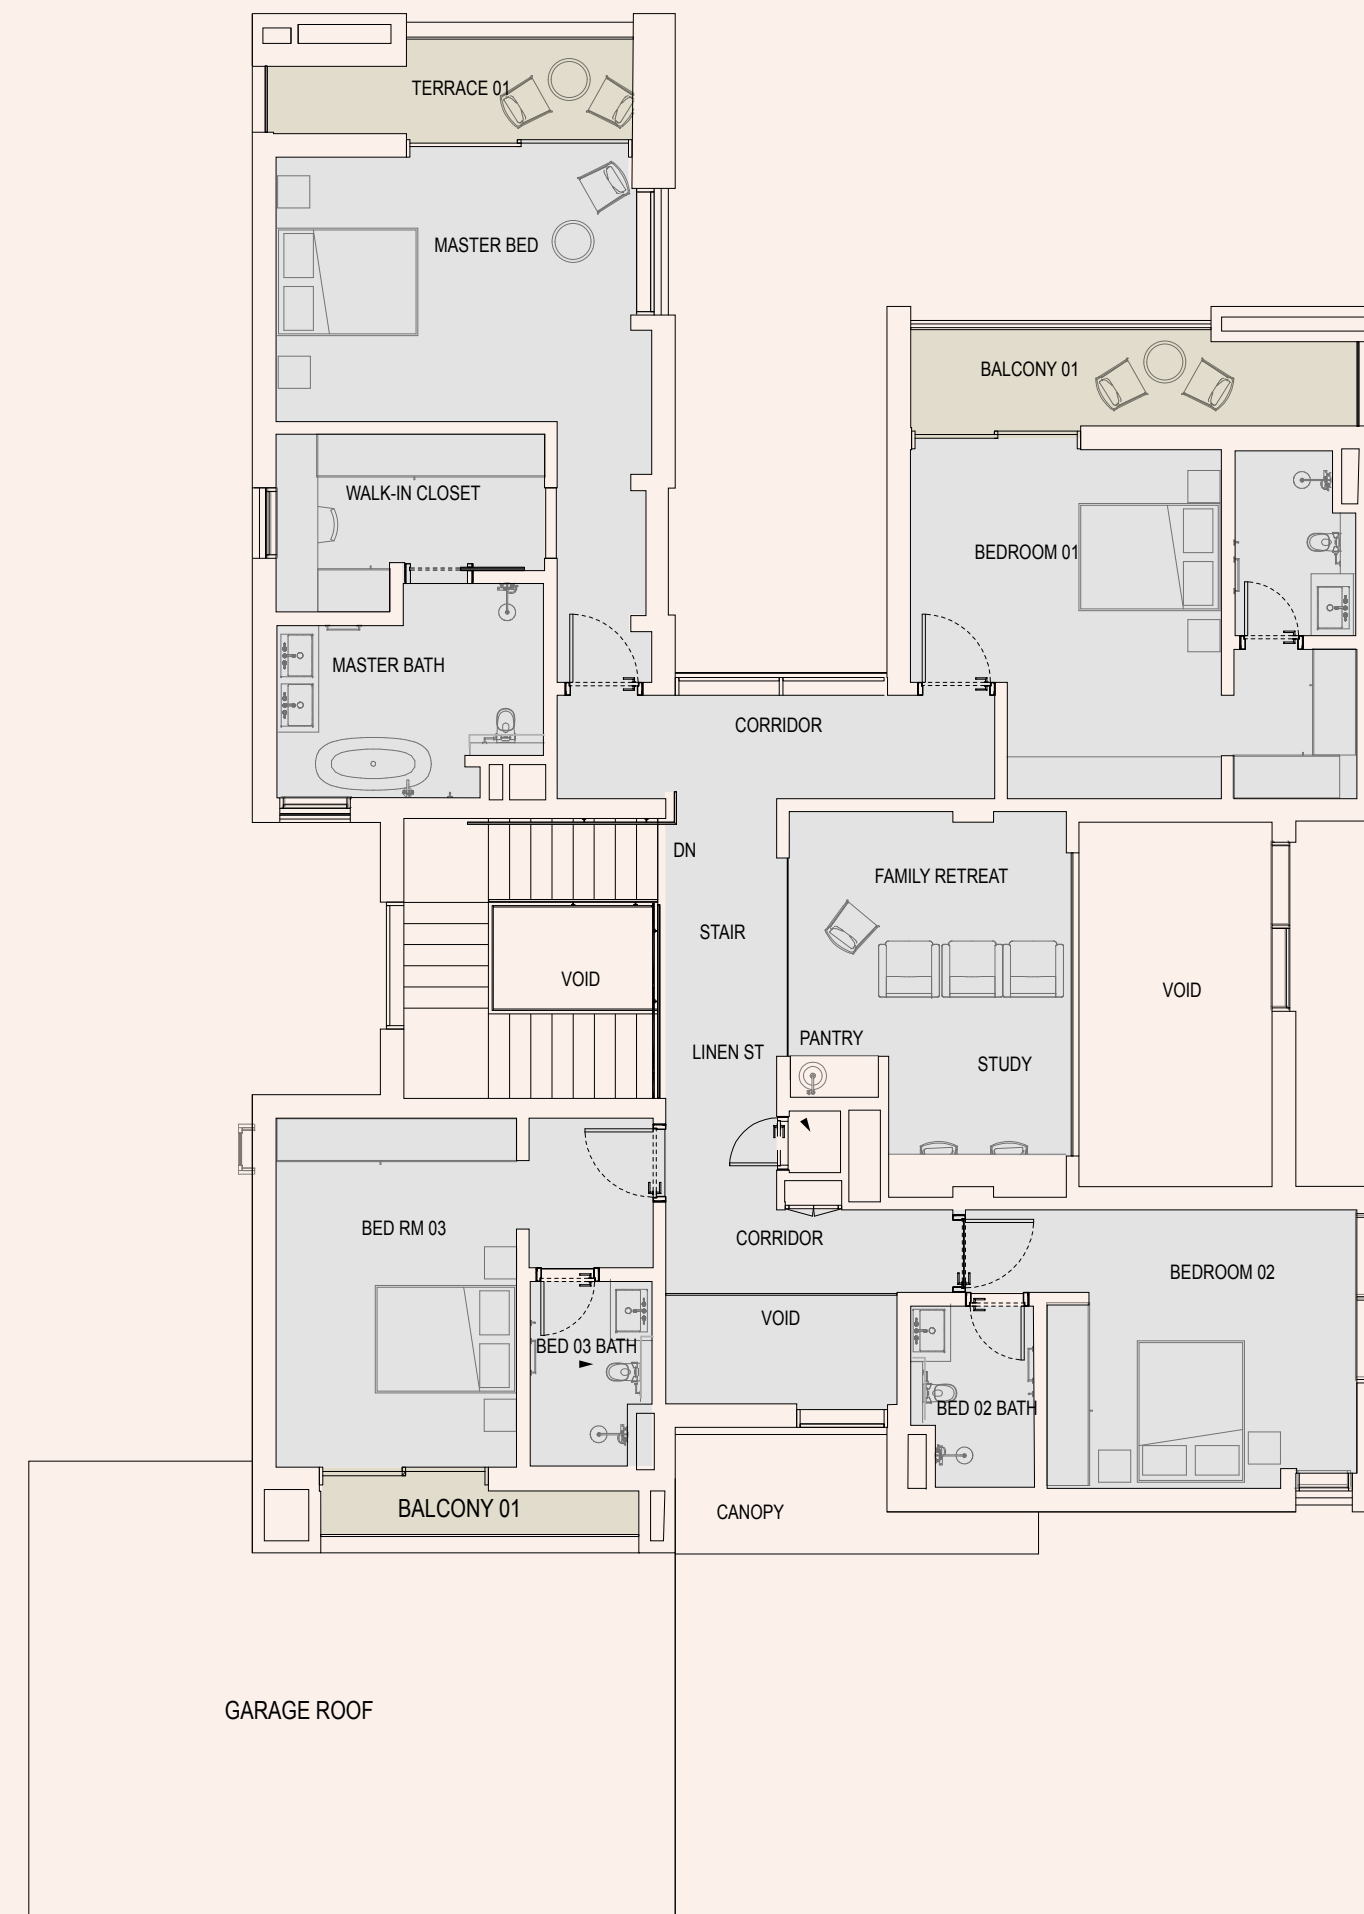 TERRACE 01
MASTER BED
BALCONY 01
WALK-IN CLOSET
BEDROOM 01
MASTER BATH
CORRIDOR
DN
FAMILY RETREAT
STAIR
VOID
VOID
PANTRY
LINEN ST
STUDY
BED RM 03
CORRIDOR
BEDROOM 02
VOID
BED 03 BATH
BED 02 BATH
BALCONY 01
CANOPY
GARAGE ROOF